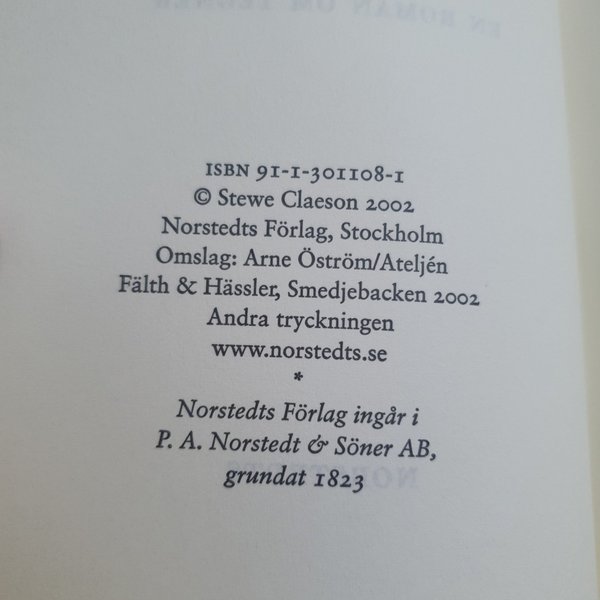 ISBN 91-1-301108-1
© Stewe Claeson 2002
Norstedts Förlag, Stockholm
Omslag: Arne Öström/Ateljén
Fälth & Hässler, Smedjebacken 2002
Andra tryckningen
www.norstedts.se
*
Norstedts Förlag ingår i
P. A. Norstedt & Söner AB,
grundat 1823